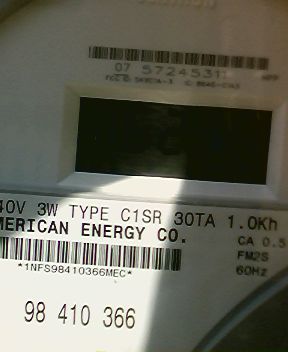 07 57245311
40V 3W TYPE C1SR 30TA 1.0Kh
MERICAN ENERGY CO.
CA 0.5
FM2S
60Hz
*1NFS98410366MEC*
98 410 366